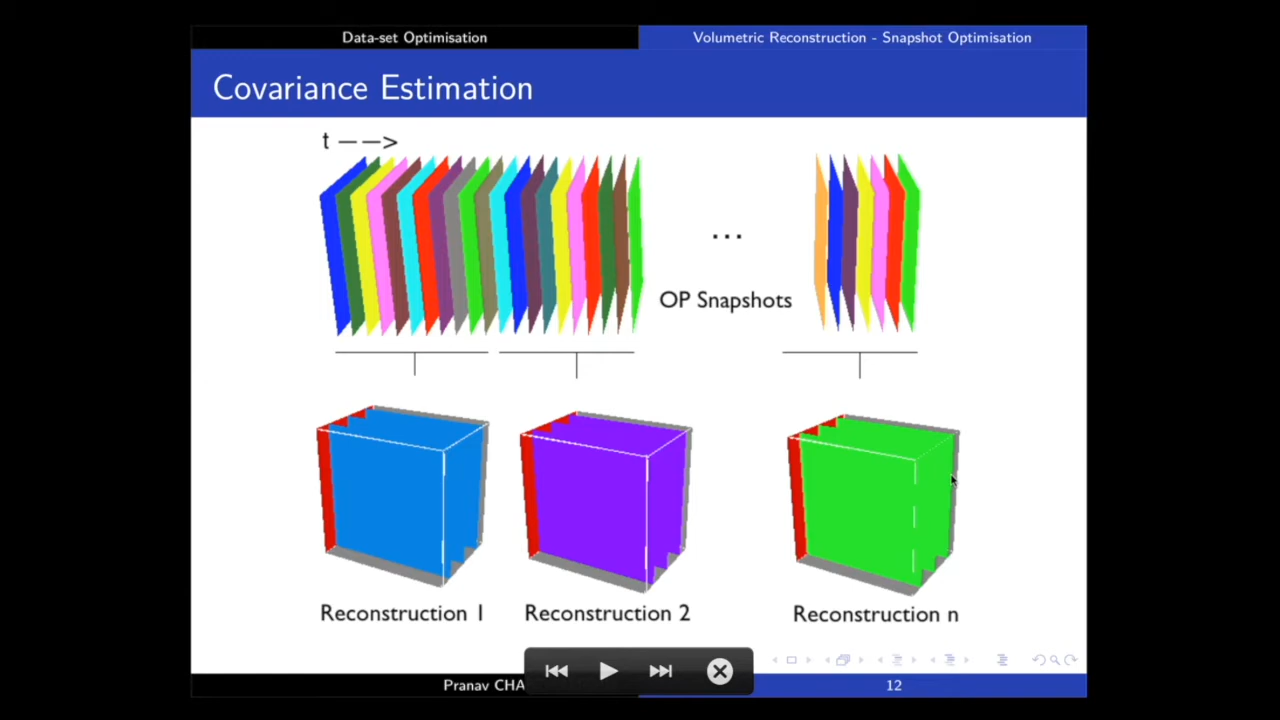 Data-set Optimisation
Volumetric Reconstruction - Snapshot Optimisation
Covariance Estimation
t — —>
...
OP Snapshots
Reconstruction 1
Reconstruction 2
Reconstruction n
Pranav CHA
12